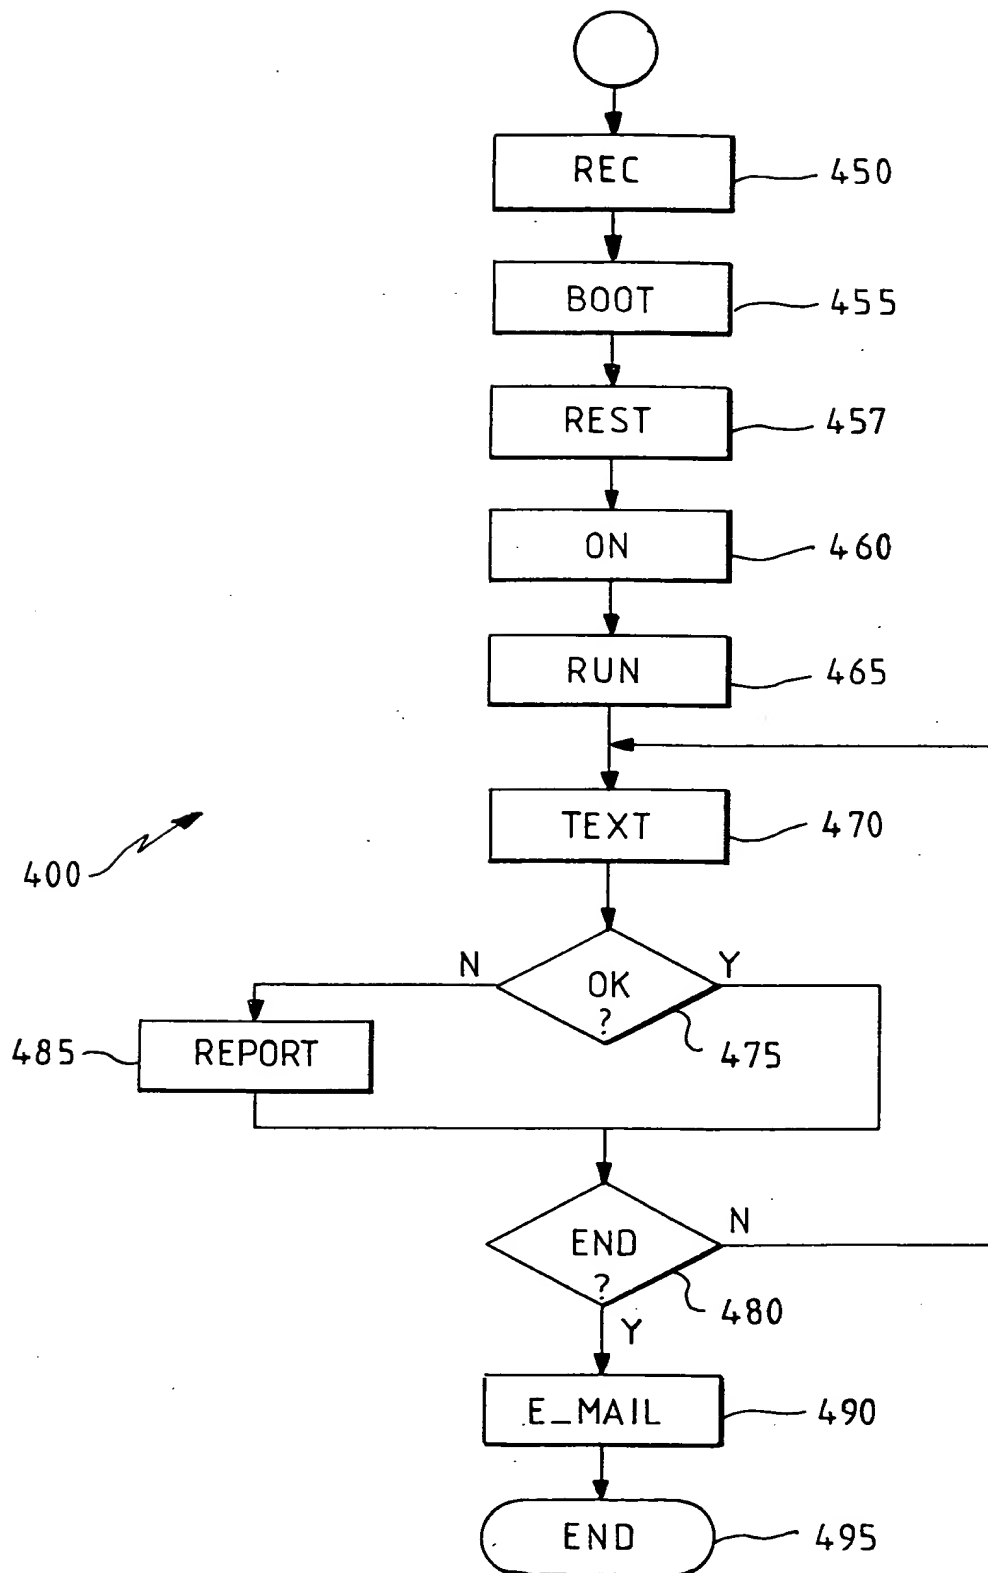 REC 450
BOOT 455
REST 457
ON 460
RUN 465
TEXT 470
400
N OK ? Y
475
485 REPORT
END ? N
480
Y
E_MAIL 490
END 495